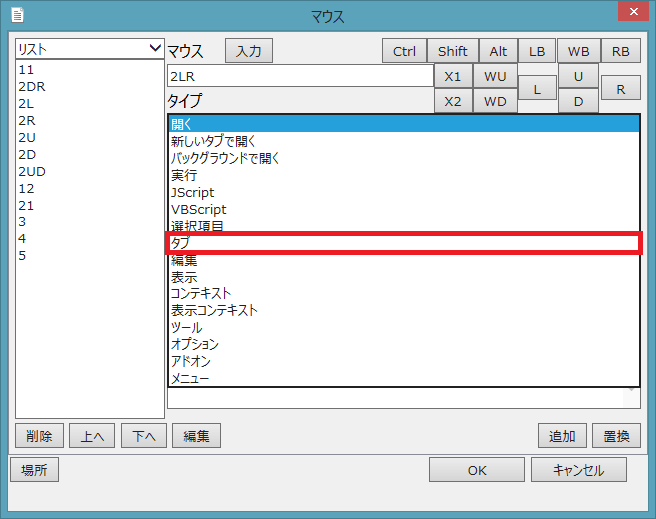 マウス
リスト
11
2DR
2L
2R
2U
2D
2UD
12
21
3
4
5
マウス 入力 Ctrl Shift Alt LB WB RB
2LR X1 WU L U R
X2 WD D
タイプ
開く
新しいタブで開く
バックグラウンドで開く
実行
JScript
VBScript
選択項目
タブ
編集
表示
コンテキスト
表示コンテキスト
ツール
オプション
アドオン
メニュー
削除 上へ 下へ 編集 追加 置換
場所 OK キャンセル